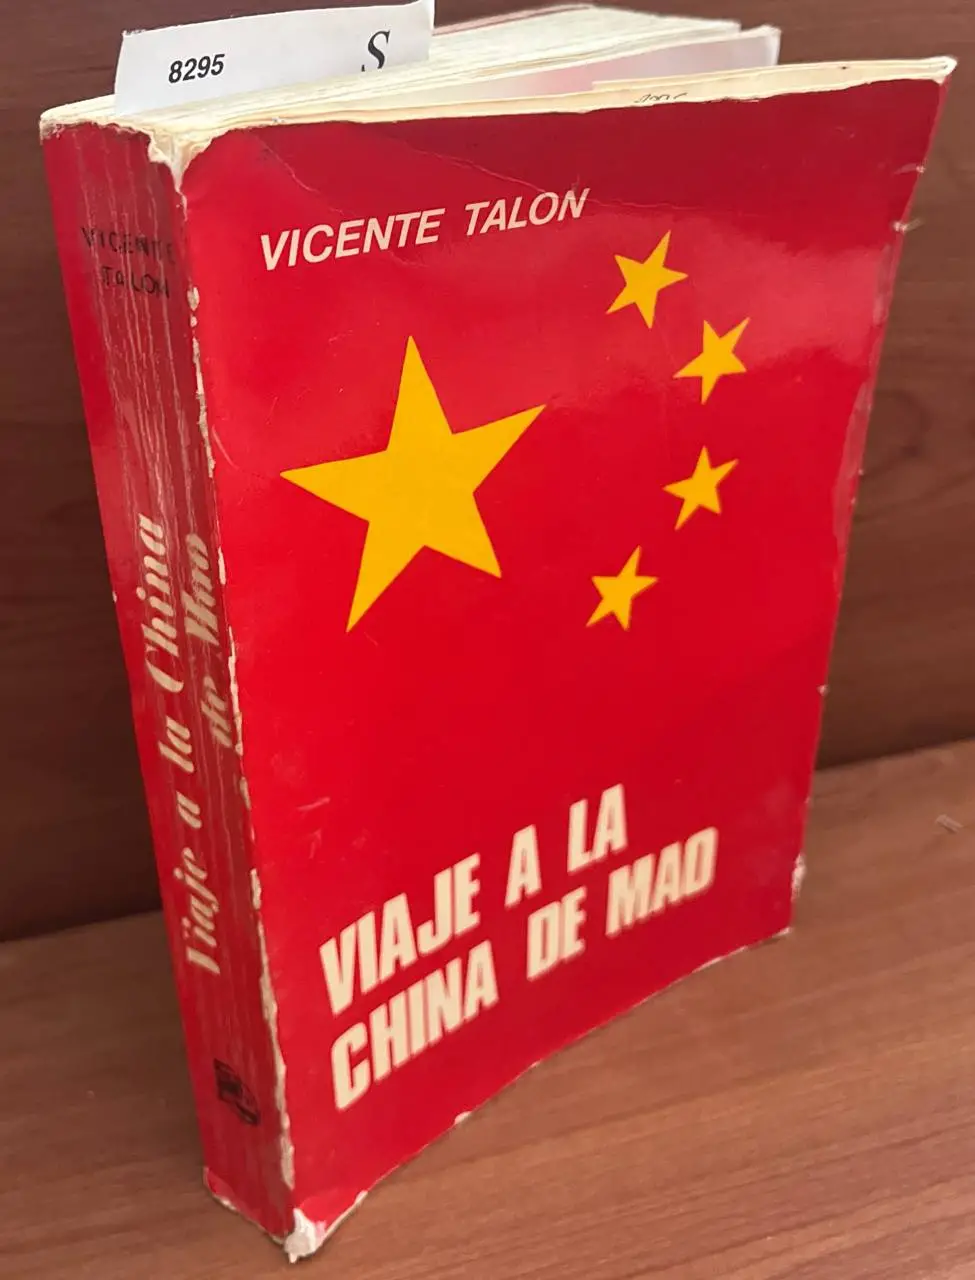 8295
S
VICENTE TALON
VIAJE A LA
CHINA DE MAO
VICENTE
TALON
Viaje a la China
de Mao